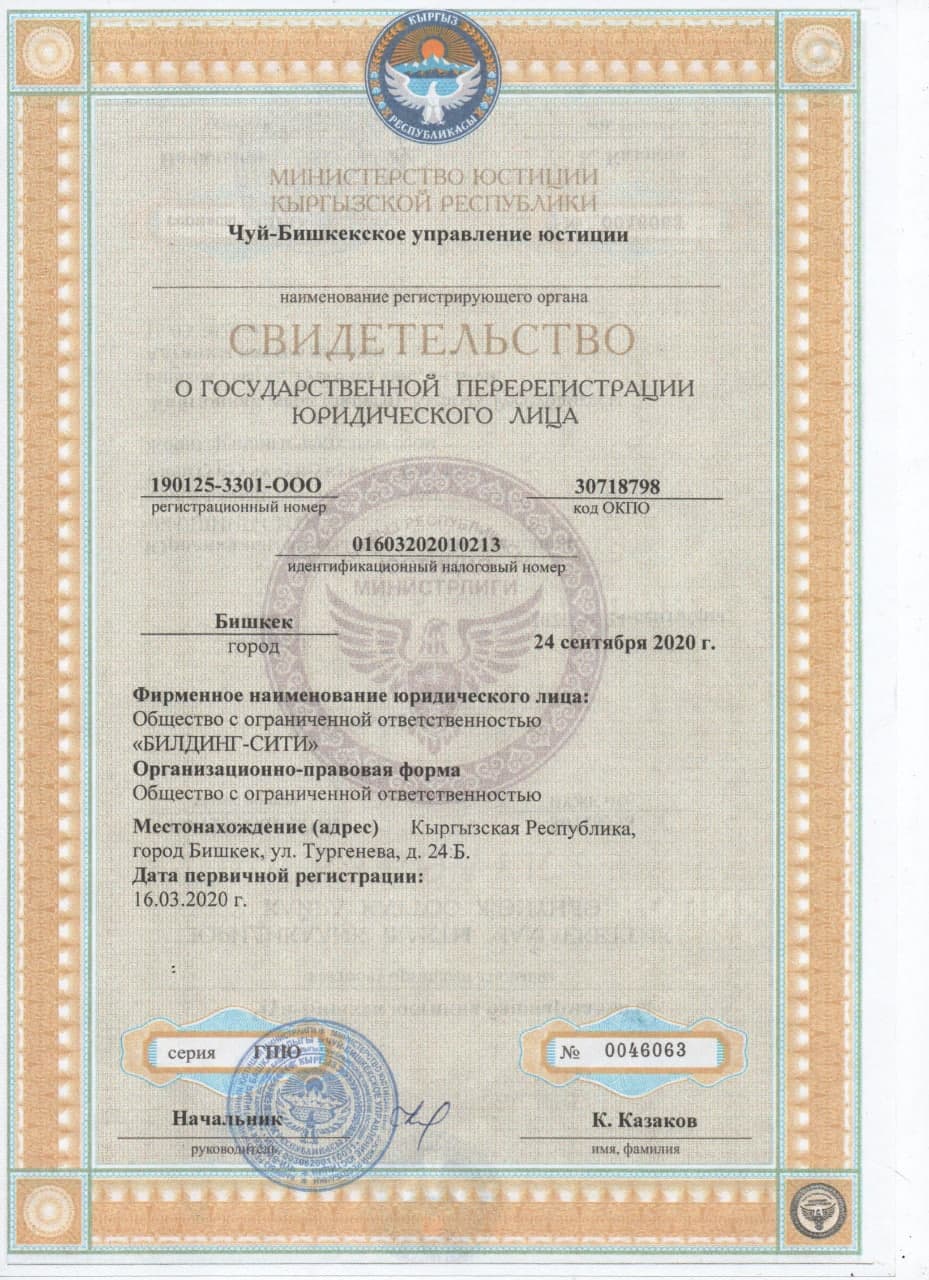 КЫРГЫЗ
РЕСПУБЛИКАСЫ
МИНИСТЕРСТВО ЮСТИЦИИ
КЫРГЫЗСКОЙ РЕСПУБЛИКИ
Чуй-Бишкекское управление юстиции
наименование регистрирующего органа
СВИДЕТЕЛЬСТВО
О ГОСУДАРСТВЕННОЙ ПЕРЕРЕГИСТРАЦИИ
ЮРИДИЧЕСКОГО ЛИЦА
190125-3301-ООО 30718798
регистрационный номер код ОКПО
01603202010213
идентификационный налоговый номер
МИНИСТРЛИГИ
Бишкек
город 24 сентября 2020 г.
Фирменное наименование юридического лица:
Общество с ограниченной ответственностью
«БИЛДИНГ-СИТИ»
Организационно-правовая форма
Общество с ограниченной ответственностью
Местонахождение (адрес) Кыргызская Республика,
город Бишкек, ул. Тургенева, д. 24 Б.
Дата первичной регистрации:
16.03.2020 г.
:
серия ГПЮ № 0046063
Начальник К. Казаков
руководитель имя, фамилия